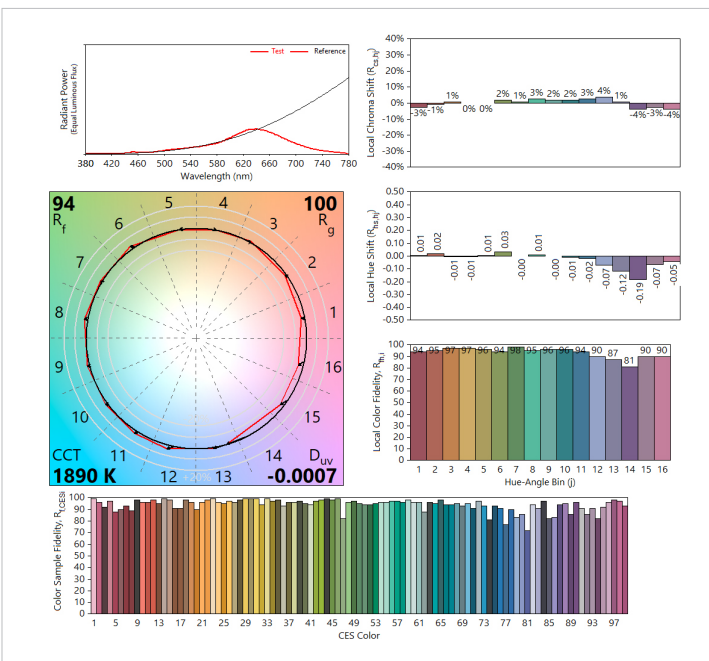 Radiant Power
(Equal Luminous Flux)
Test Reference
380 420 460 500 540 580 620 660 700 740 780
Wavelength (nm)
Local Chroma Shift (Rcs,hj)
40%
30%
20%
10%
0%
-10%
-20%
-30%
-40%
-3% -1% 1% 0% 0% 2% 1% 3% 2% 2% 3% 4% 1% -4% -3% -4%
94
Rf
100
Rg
CCT
1890 K
Duv
-0.0007
1
2
3
4
5
6
7
8
9
10
11
12
13
14
15
16
+20%
Local Hue Shift (Rhs,hj)
0.50
0.40
0.30
0.20
0.10
0.00
-0.10
-0.20
-0.30
-0.40
-0.50
0.01 0.02 -0.01 -0.01 0.01 0.03 -0.00 0.01 -0.00 -0.01 -0.02 -0.07 -0.12 -0.19 -0.07 -0.05
Local Color Fidelity, Rfh,i
100
90
80
70
60
50
40
30
20
10
0
94 95 97 97 96 94 98 95 96 96 94 90 87 81 90 90
1 2 3 4 5 6 7 8 9 10 11 12 13 14 15 16
Hue-Angle Bin (j)
Color Sample Fidelity, Rf,CESi
100
90
80
70
60
50
40
30
20
10
0
1 5 9 13 17 21 25 29 33 37 41 45 49 53 57 61 65 69 73 77 81 85 89 93 97
CES Color